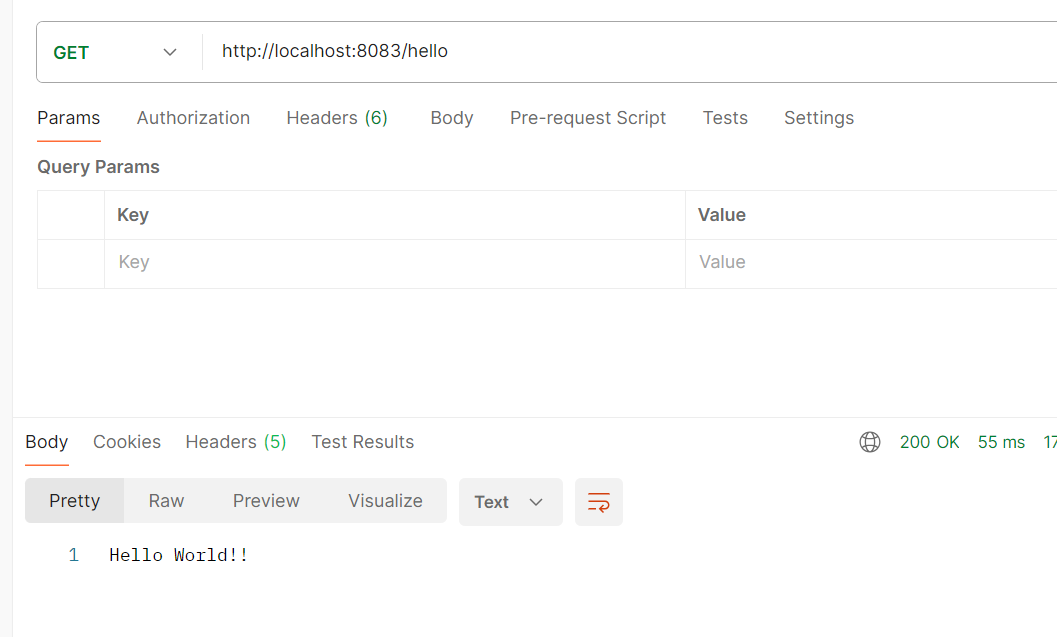 GET http://localhost:8083/hello
Params Authorization Headers (6) Body Pre-request Script Tests Settings
Query Params
Key Value
Key Value
Body Cookies Headers (5) Test Results 200 OK 55 ms 17
Pretty Raw Preview Visualize Text
1 Hello World!!